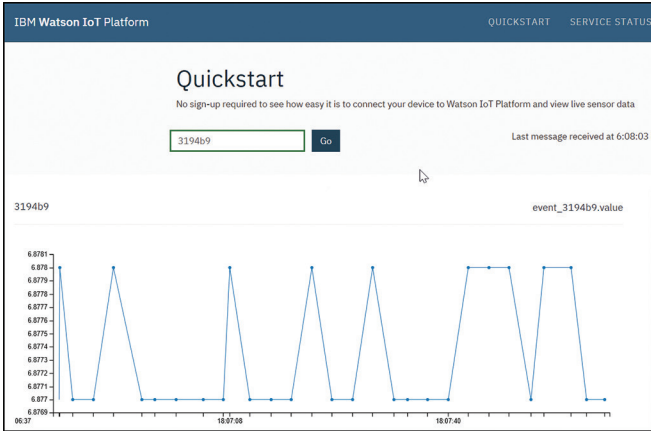 IBM Watson IoT Platform QUICKSTART SERVICE STATUS
Quickstart
No sign-up required to see how easy it is to connect your device to Watson IoT Platform and view live sensor data
3194b9 Go Last message received at 6:08:03
3194b9 event_3194b9.value
6.8781
6.878
6.8779
6.8778
6.8777
6.8776
6.8775
6.8774
6.8773
6.8772
6.8771
6.877
6.8769
06:37 18:07:08 18:07:40